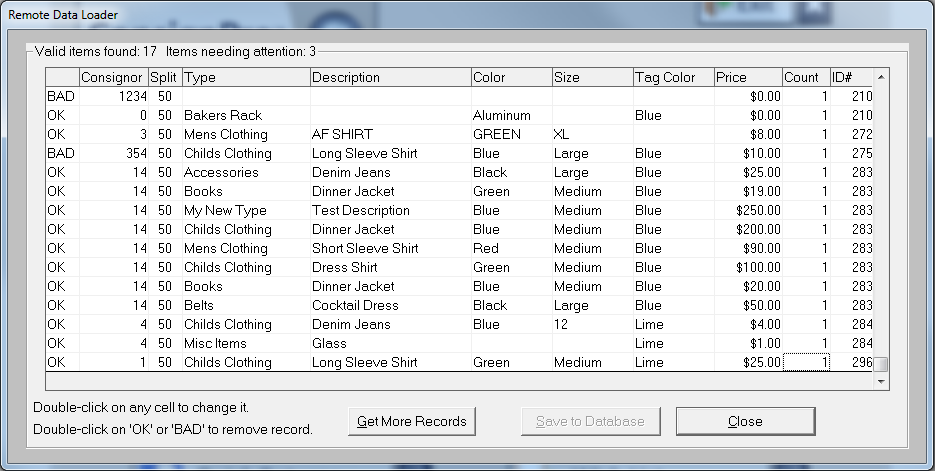 Remote Data Loader
Valid items found: 17 Items needing attention: 3
Consignor Split Type Description Color Size Tag Color Price Count ID#
BAD 1234 50 $0.00 1 210
OK 0 50 Bakers Rack Aluminum Blue $0.00 1 210
OK 3 50 Mens Clothing AF SHIRT GREEN XL $8.00 1 272
BAD 354 50 Childs Clothing Long Sleeve Shirt Blue Large Blue $10.00 1 275
OK 14 50 Accessories Denim Jeans Black Large Blue $25.00 1 283
OK 14 50 Books Dinner Jacket Green Medium Blue $19.00 1 283
OK 14 50 My New Type Test Description Blue Medium Blue $250.00 1 283
OK 14 50 Childs Clothing Dinner Jacket Blue Medium Blue $200.00 1 283
OK 14 50 Mens Clothing Short Sleeve Shirt Red Medium Blue $90.00 1 283
OK 14 50 Childs Clothing Dress Shirt Green Medium Blue $100.00 1 283
OK 14 50 Books Dinner Jacket Blue Medium Blue $20.00 1 283
OK 14 50 Belts Cocktail Dress Black Large Blue $50.00 1 283
OK 4 50 Childs Clothing Denim Jeans Blue 12 Lime $4.00 1 284
OK 4 50 Misc Items Glass Lime $1.00 1 284
OK 1 50 Childs Clothing Long Sleeve Shirt Green Medium Lime $25.00 1 296
Double-click on any cell to change it.
Double-click on 'OK' or 'BAD' to remove record.
Get More Records Save to Database Close